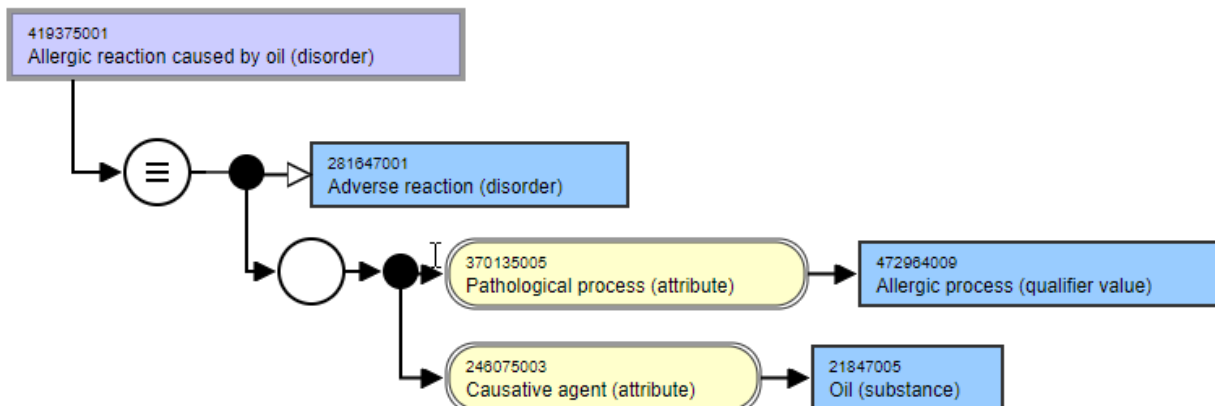 419375001
Allergic reaction caused by oil (disorder)
281647001
Adverse reaction (disorder)
370135005
Pathological process (attribute)
472964009
Allergic process (qualifier value)
246075003
Causative agent (attribute)
21847005
Oil (substance)